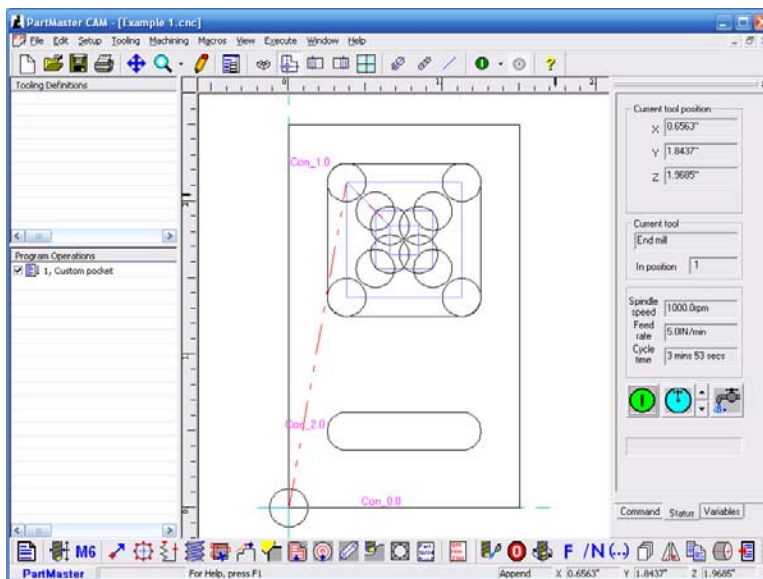 PartMaster CAM - [Example 1.cnc]
File Edit Setup Tooling Machining Macros View Execute Window Help
Tooling Definitions
Program Operations
1, Custom pocket
0 1 2
Con_1.0
Con_2.0
Con_0.0
Current tool position
X 0.6563"
Y 1.8437"
Z 1.9685"
Current tool
End mill
In position 1
Spindle speed 1000.0rpm
Feed rate 5.0IN/min
Cycle time 3 mins 53 secs
Command Status Variables
M6 F /N (..)
PartMaster For Help, press F1 Append X 0.6563" Y 1.8437" Z 1.9685"